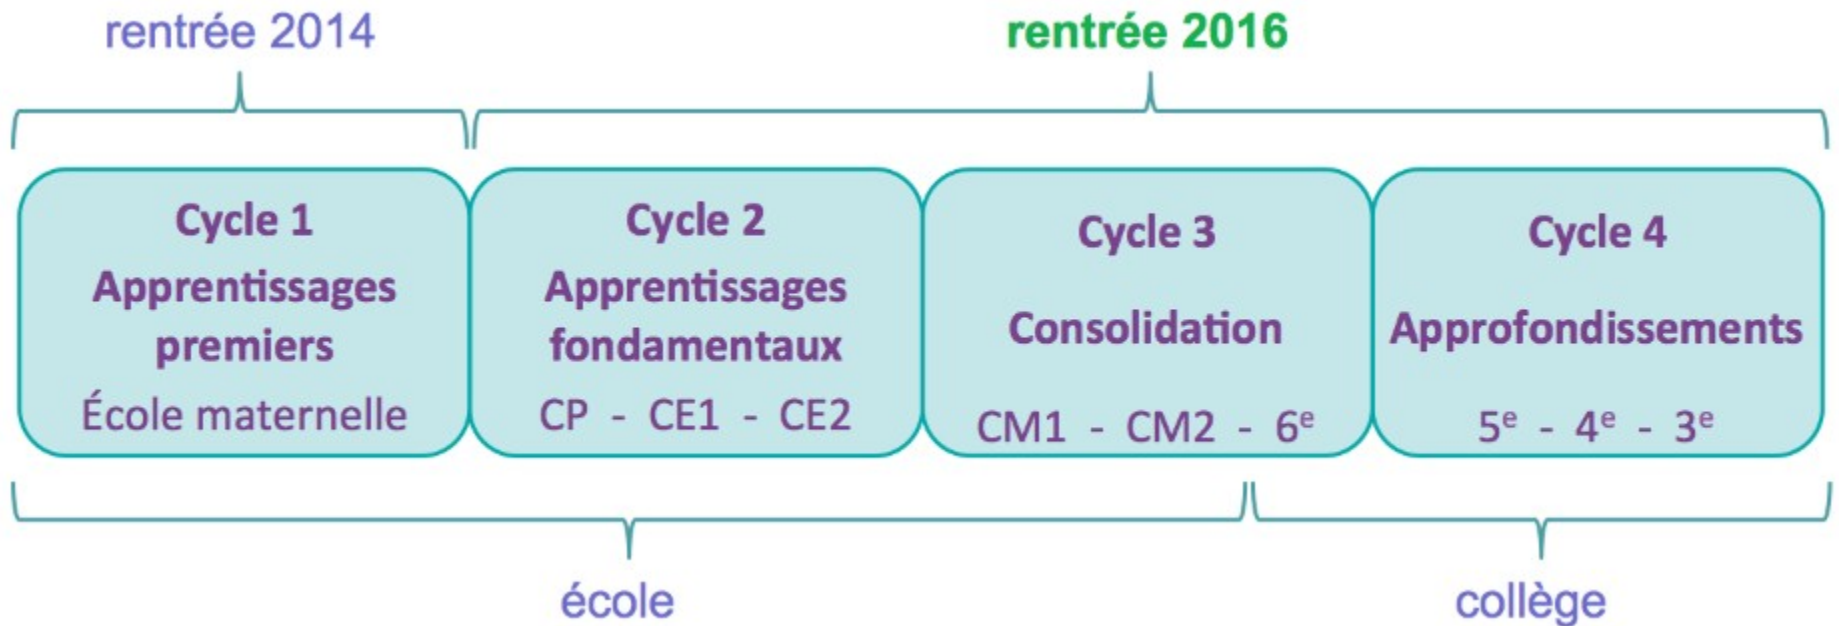 rentrée 2014
rentrée 2016
Cycle 1
Apprentissages
premiers
École maternelle
Cycle 2
Apprentissages
fondamentaux
CP - CE1 - CE2
Cycle 3
Consolidation
CM1 - CM2 - 6e
Cycle 4
Approfondissements
5e - 4e - 3e
école
collège